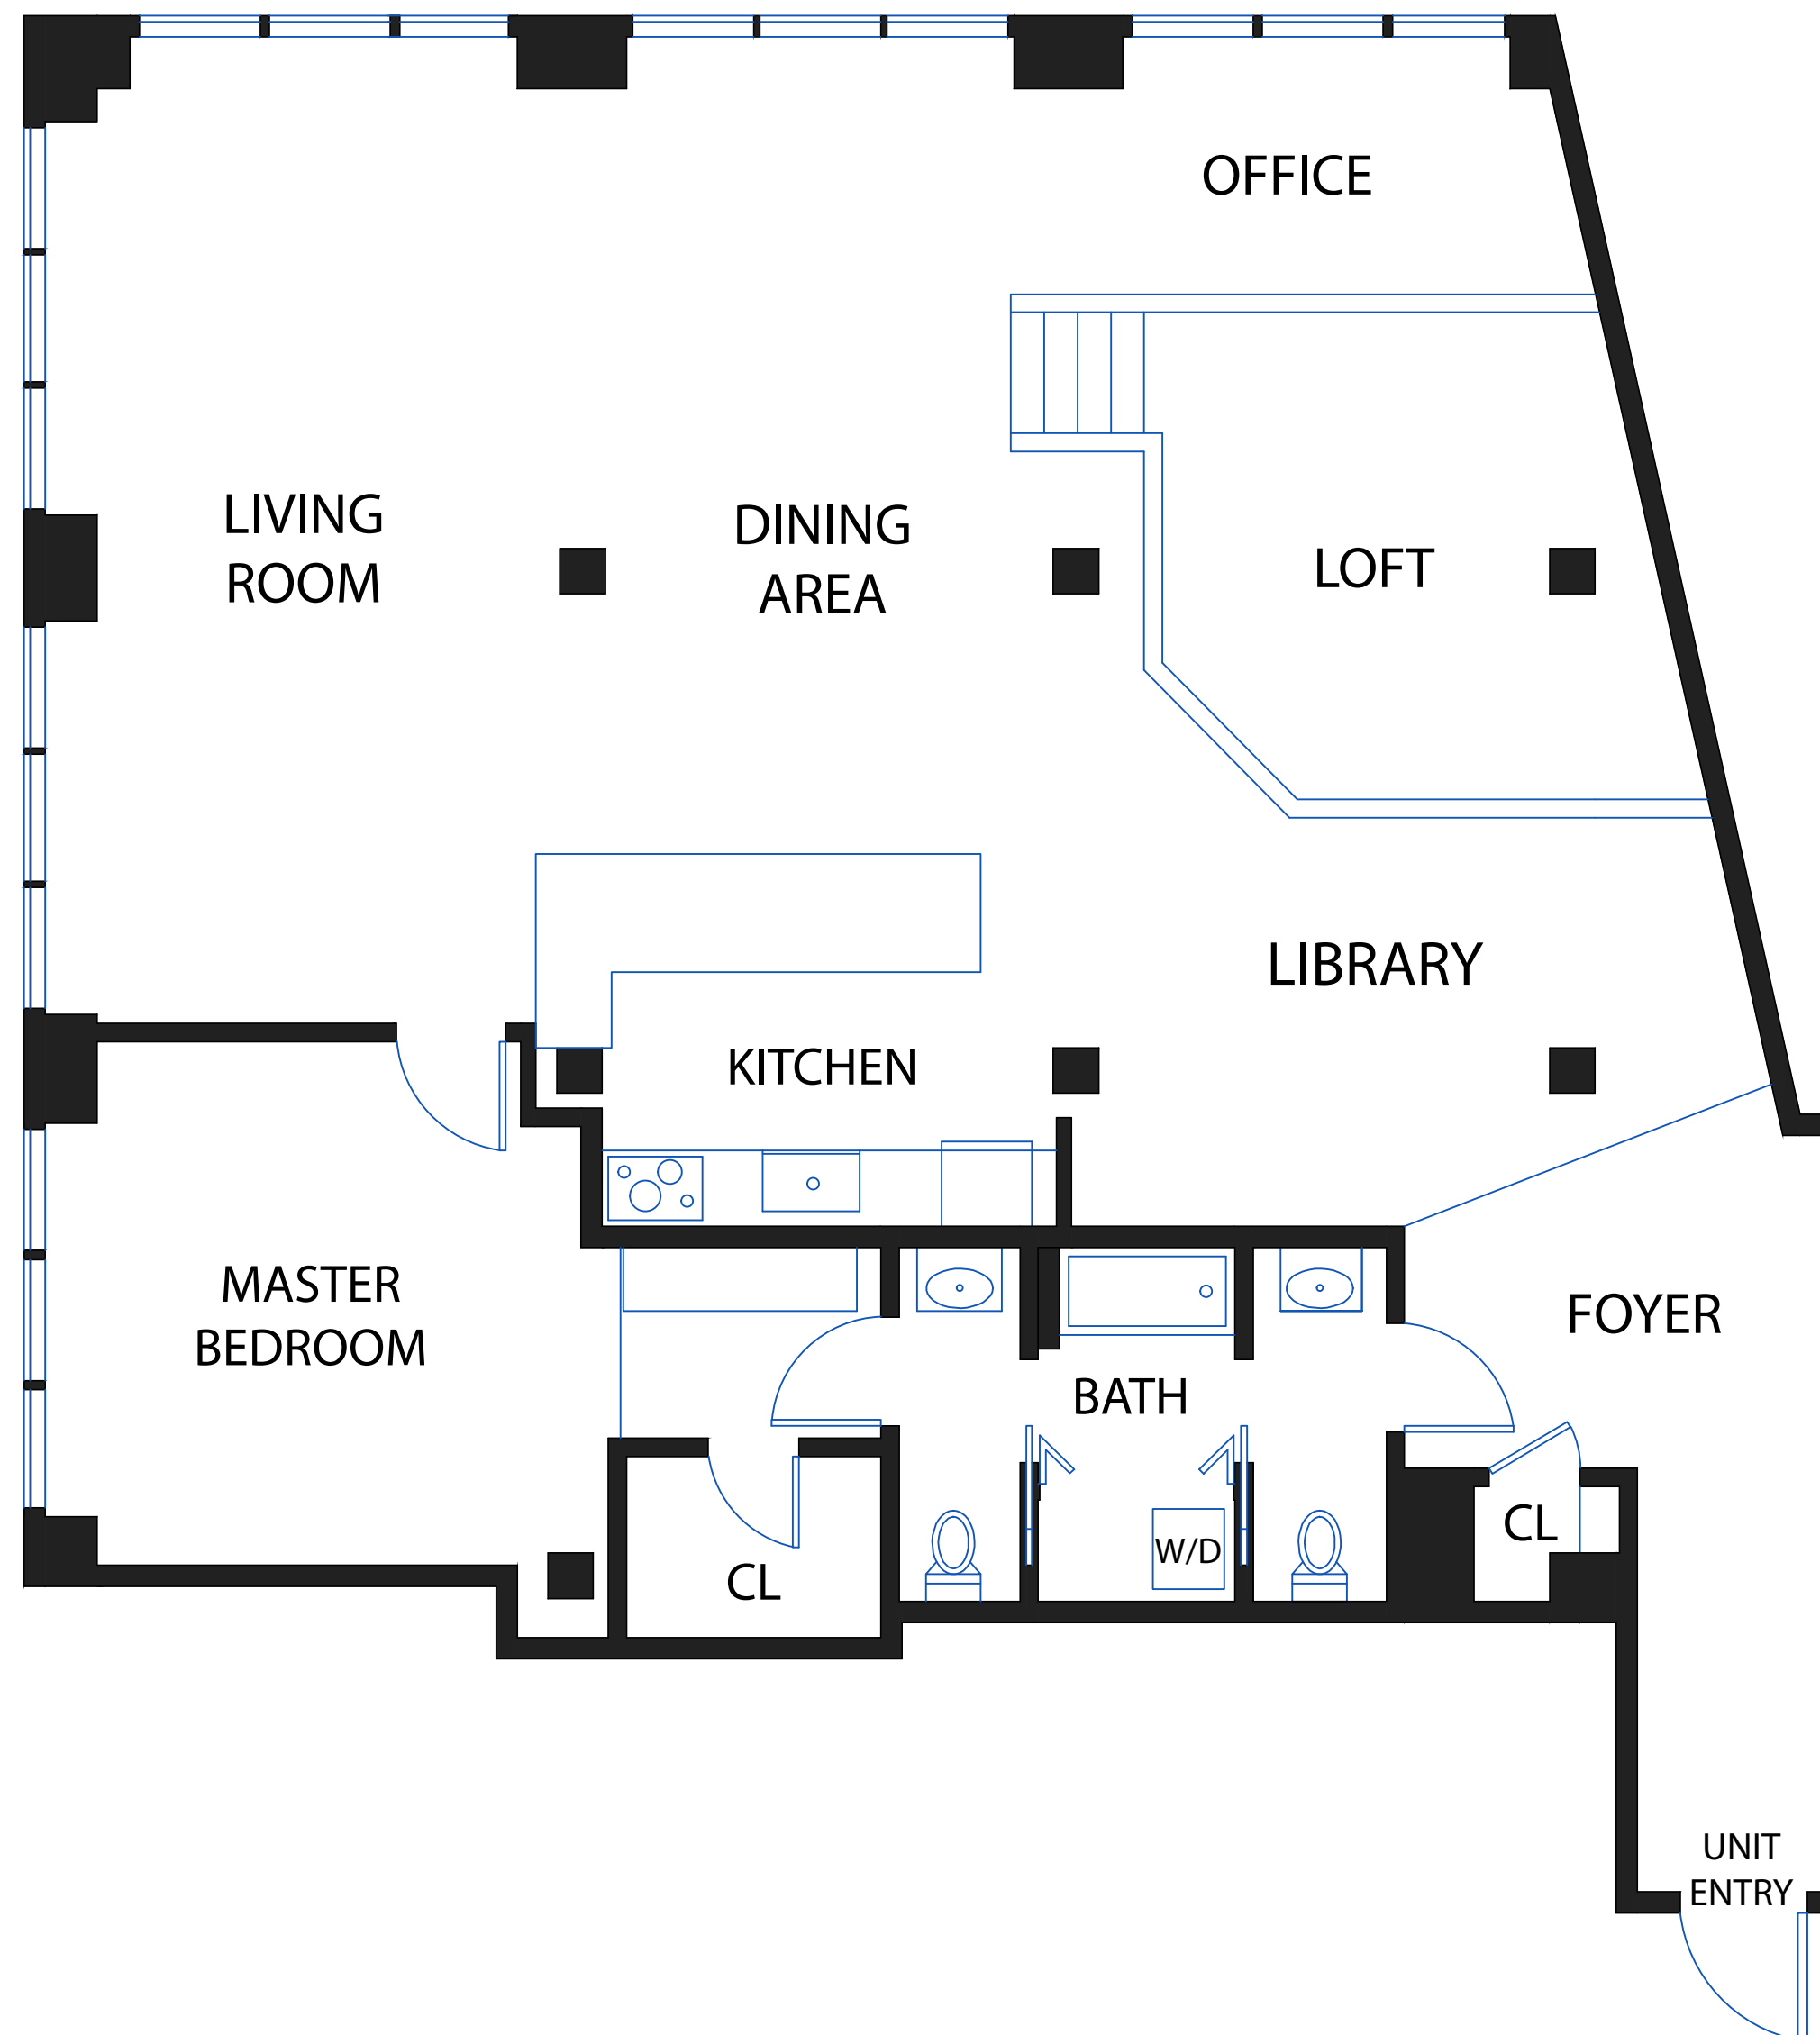 OFFICE
LIVING
ROOM
DINING
AREA
LOFT
LIBRARY
KITCHEN
MASTER
BEDROOM
FOYER
BATH
CL
W/D
CL
UNIT
ENTRY